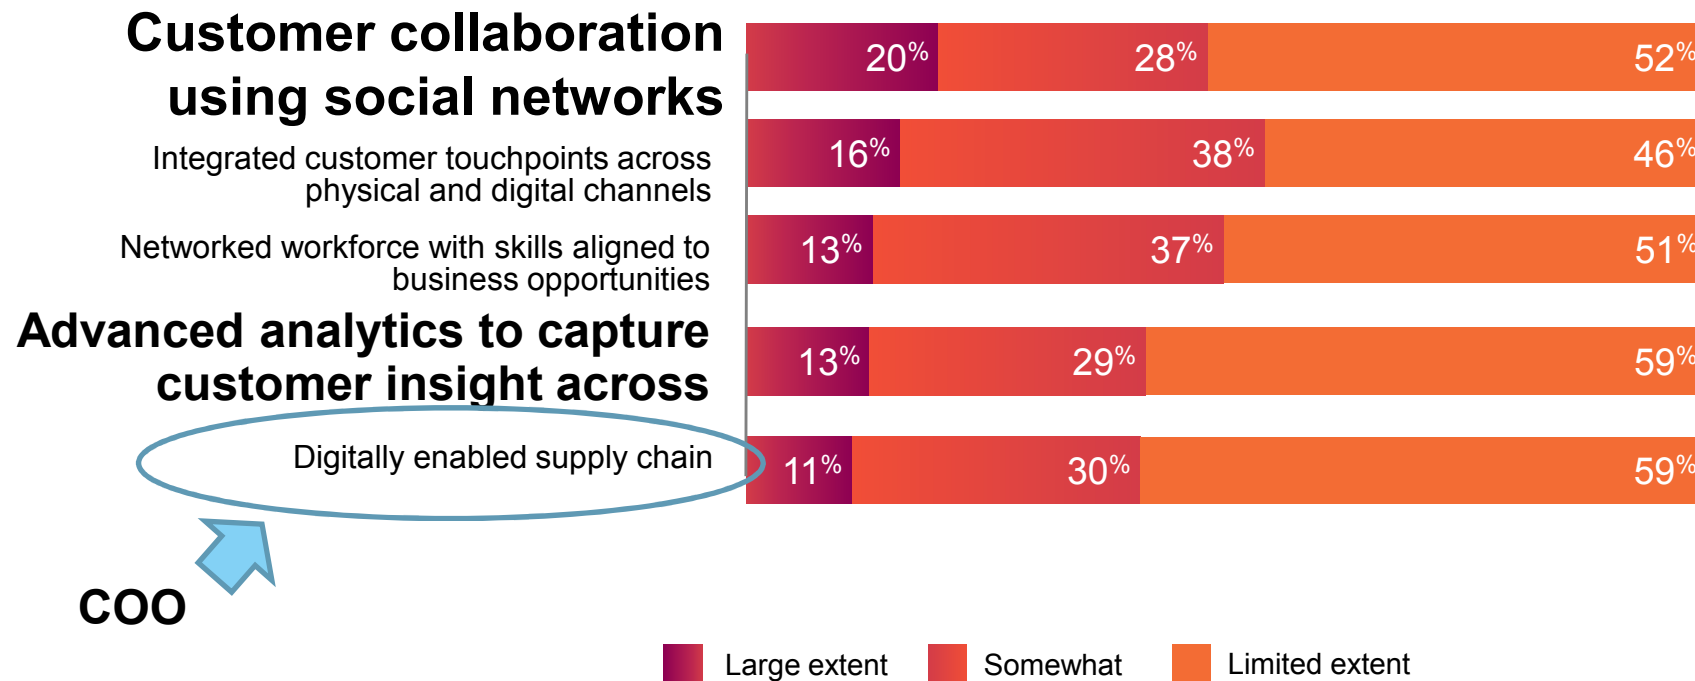 Customer collaboration
using social networks
20% 28% 52%
Integrated customer touchpoints across
physical and digital channels
16% 38% 46%
Networked workforce with skills aligned to
business opportunities
13% 37% 51%
Advanced analytics to capture
customer insight across
13% 29% 59%
Digitally enabled supply chain
11% 30% 59%
COO
Large extent Somewhat Limited extent